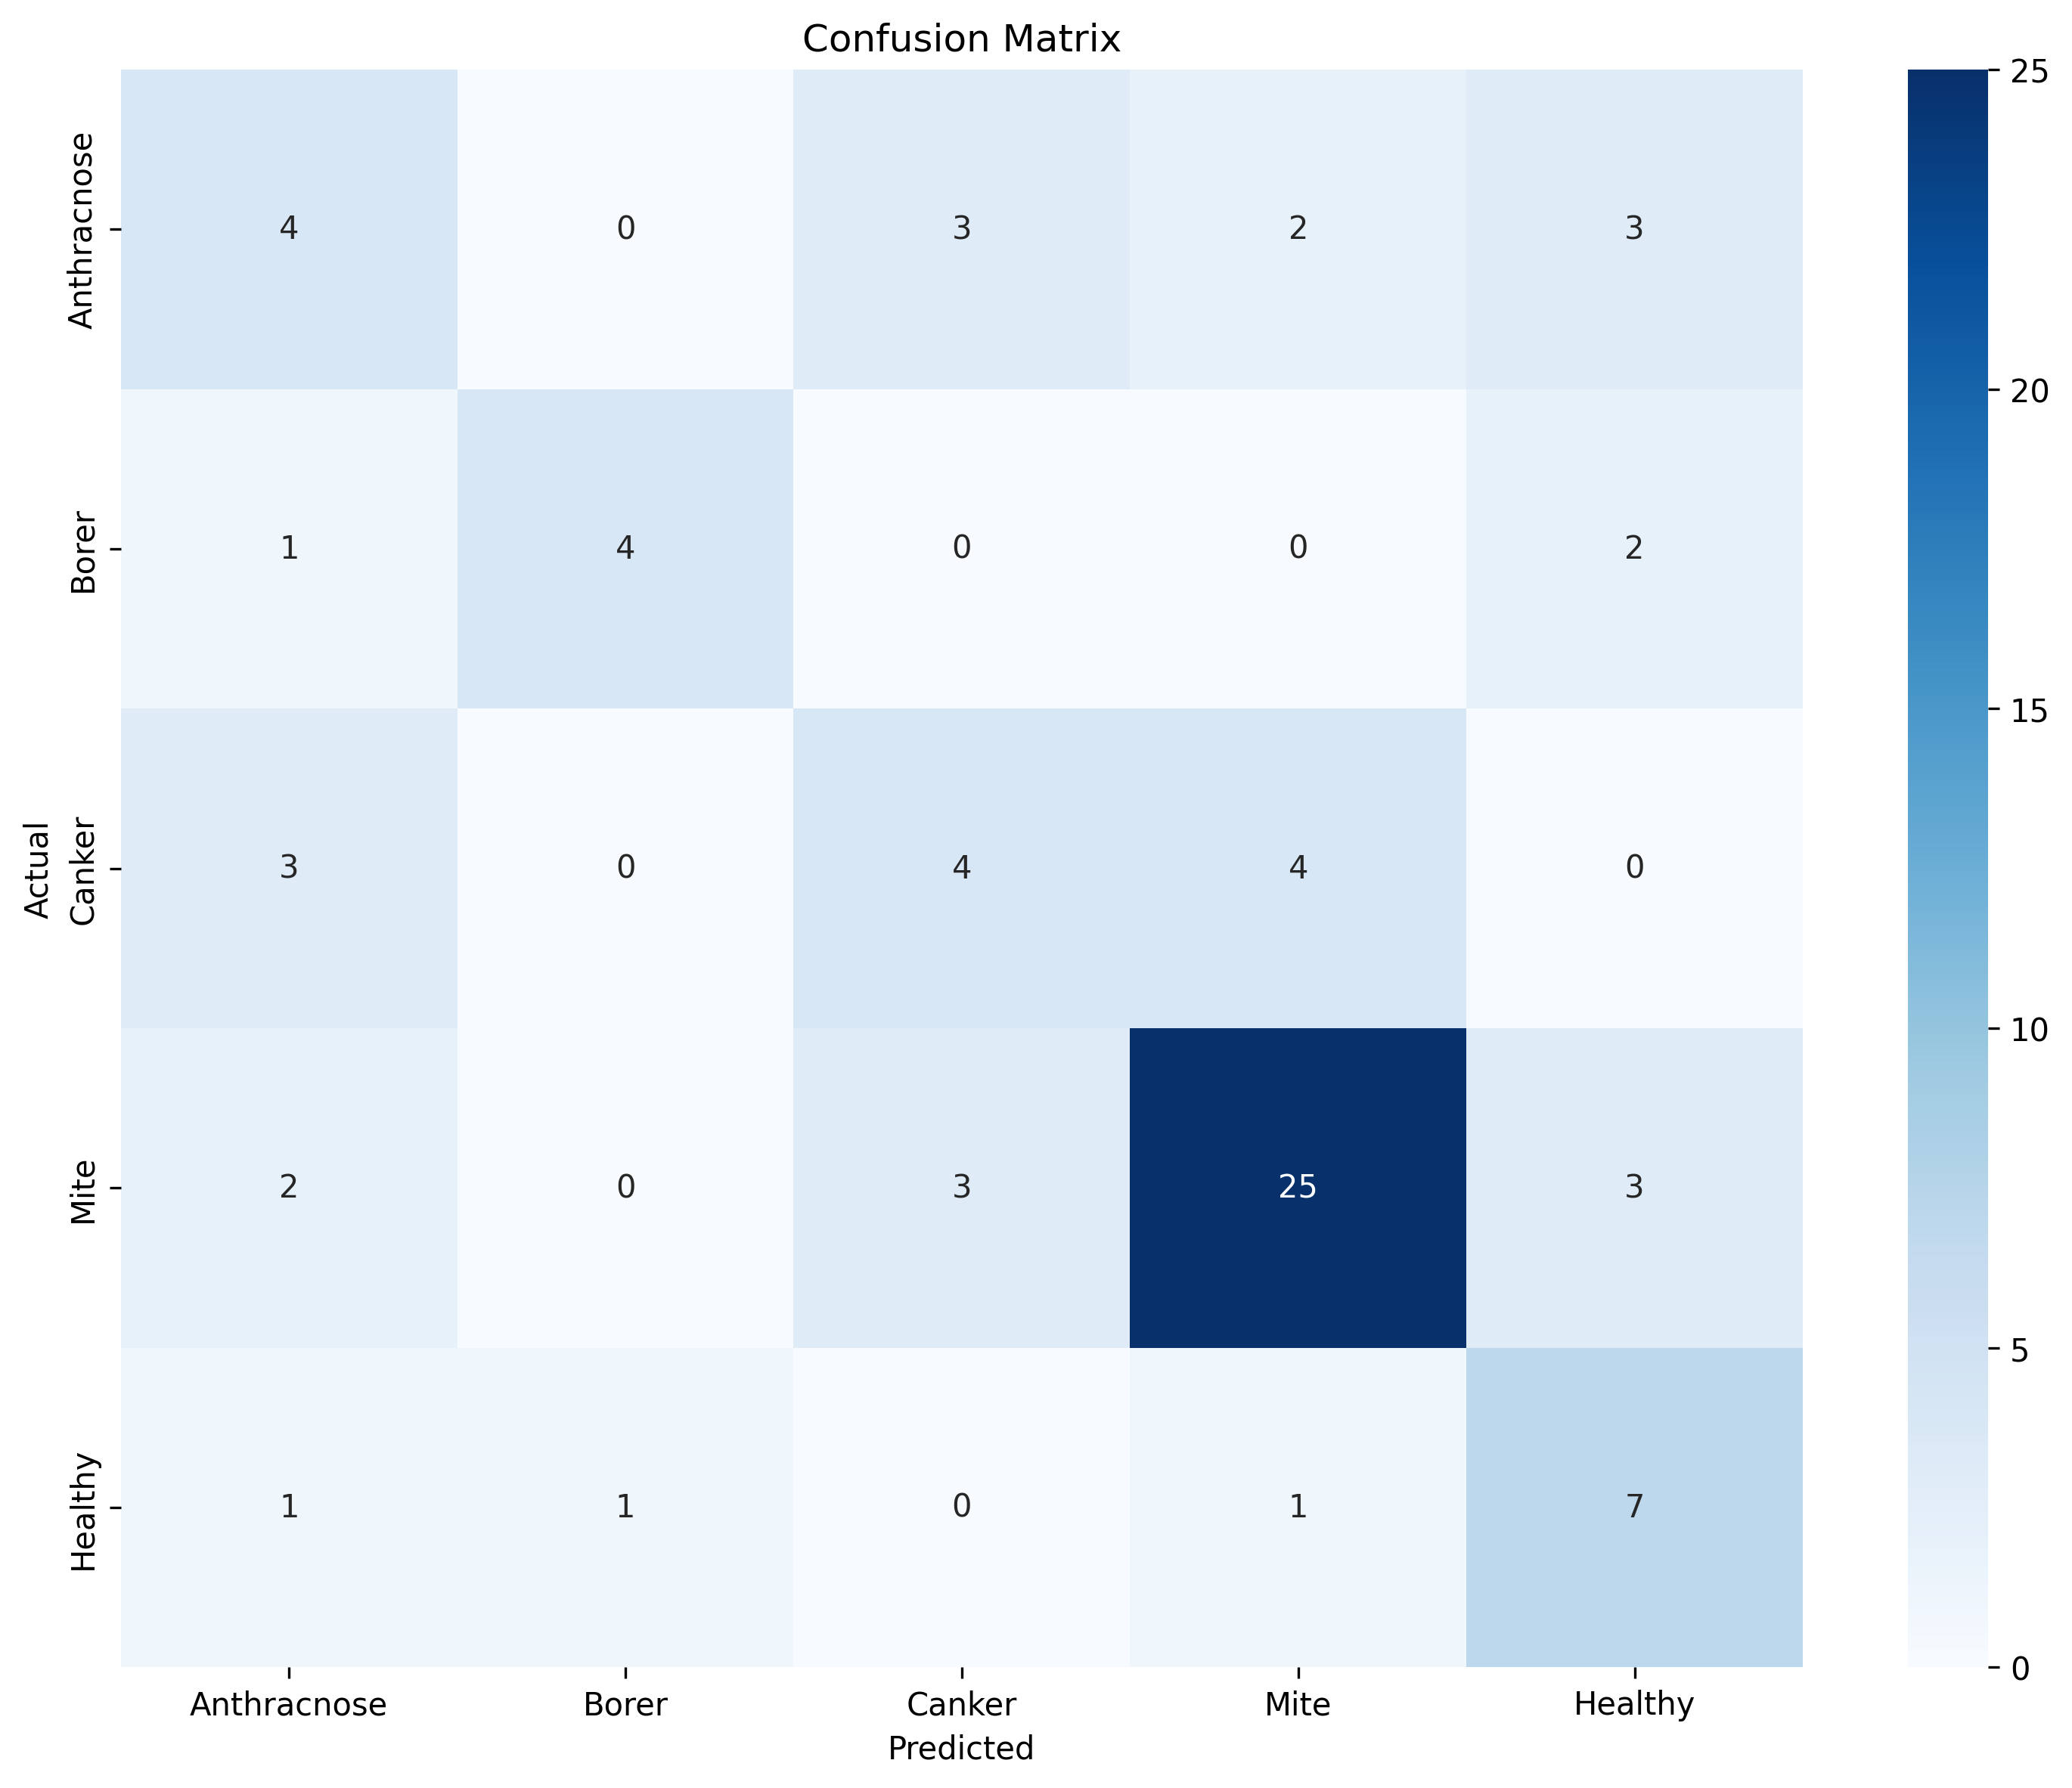 Confusion Matrix
Actual
Anthracnose 4 0 3 2 3
Borer 1 4 0 0 2
Canker 3 0 4 4 0
Mite 2 0 3 25 3
Healthy 1 1 0 1 7
Anthracnose Borer Canker Mite Healthy
Predicted
25
20
15
10
5
0